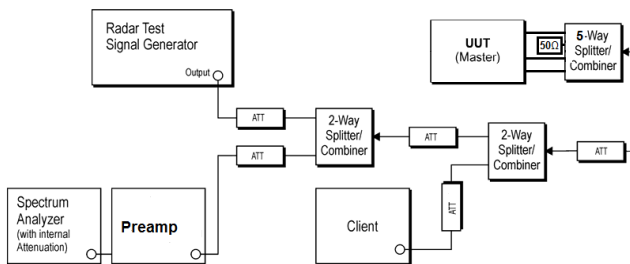 Radar Test
Signal Generator
Output
UUT
(Master)
50Ω
5-Way
Splitter/
Combiner
ATT
2-Way
Splitter/
Combiner
ATT
2-Way
Splitter/
Combiner
ATT
ATT
ATT
Spectrum
Analyzer
(with internal
Attenuation)
Preamp
Client